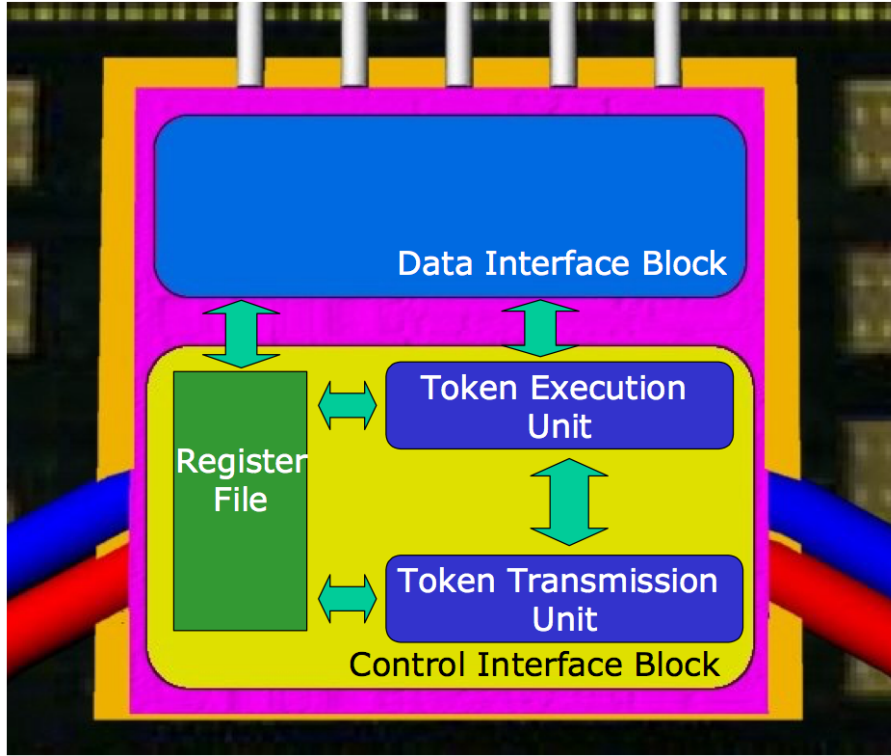 Data Interface Block
Token Execution
Unit
Register
File
Token Transmission
Unit
Control Interface Block